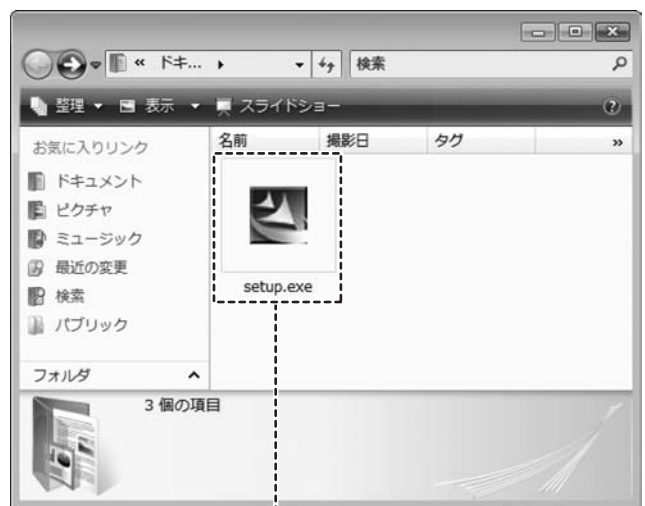 « ドキ...
検索
整理 表示 スライドショー
お気に入りリンク
名前 撮影日 タグ »
ドキュメント
ピクチャ
ミュージック
最近の変更
検索
パブリック
setup.exe
フォルダ
3 個の項目